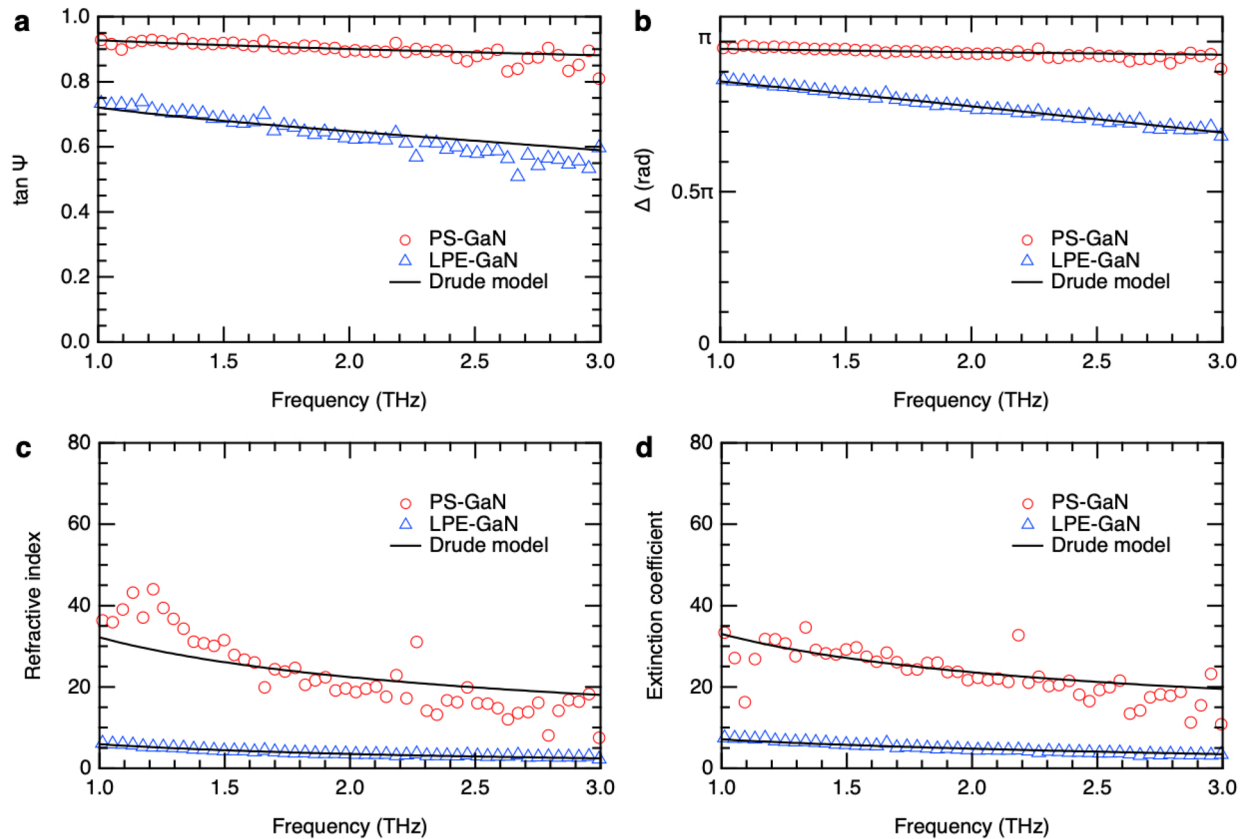 a
1.0
0.8
0.6
0.4
0.2
0.0
tan Ψ
PS-GaN
LPE-GaN
Drude model
1.0 1.5 2.0 2.5 3.0
Frequency (THz)
b
π
0.5π
0
Δ (rad)
PS-GaN
LPE-GaN
Drude model
1.0 1.5 2.0 2.5 3.0
Frequency (THz)
c
80
60
40
20
0
Refractive index
PS-GaN
LPE-GaN
Drude model
1.0 1.5 2.0 2.5 3.0
Frequency (THz)
d
80
60
40
20
0
Extinction coefficient
PS-GaN
LPE-GaN
Drude model
1.0 1.5 2.0 2.5 3.0
Frequency (THz)